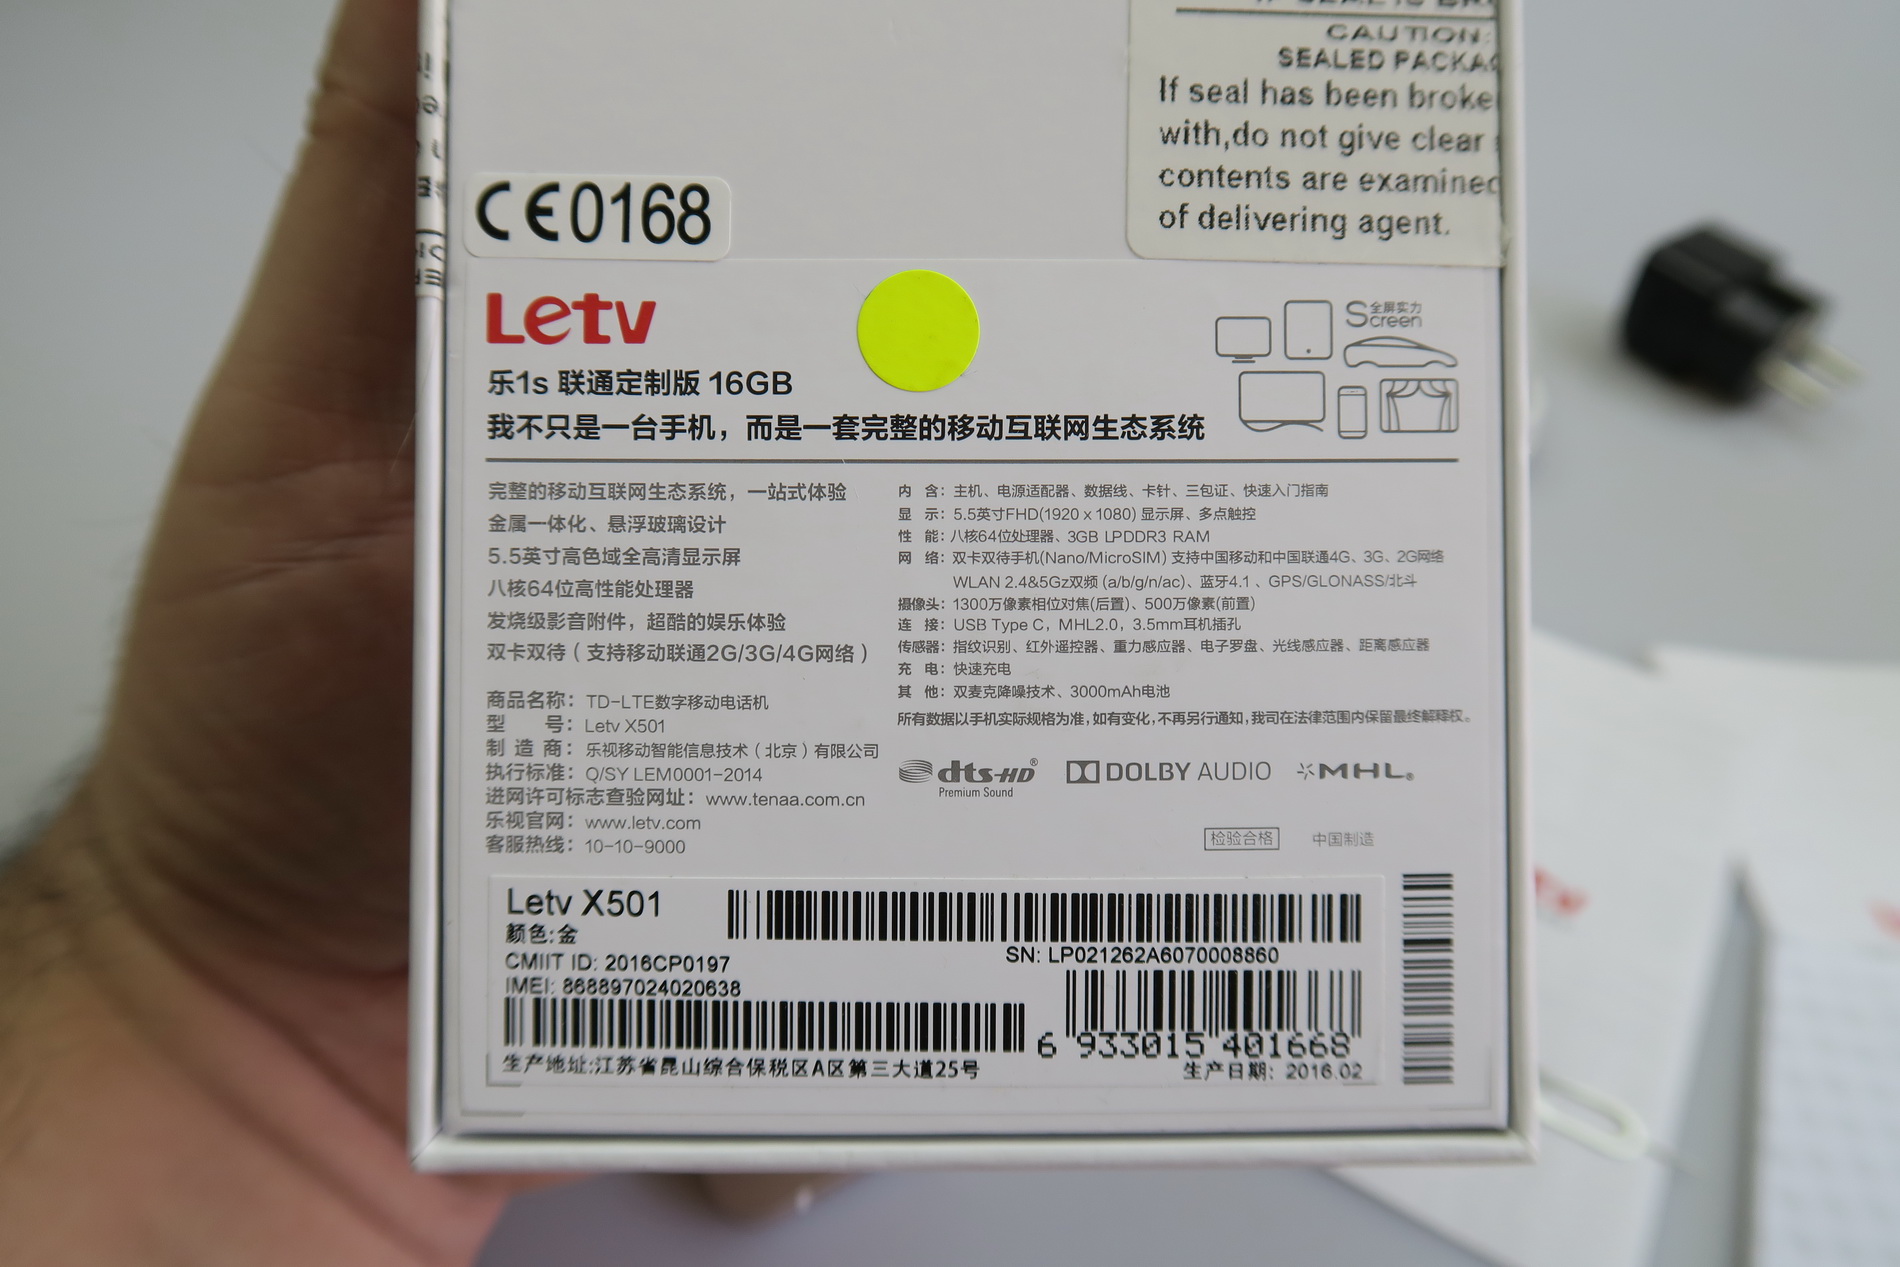 CAUTION:
SEALED PACKAG
If seal has been broke
with,do not give clear
contents are examined
of delivering agent.
CE0168
Letv
乐1s 联通定制版 16GB
我不只是一台手机，而是一套完整的移动互联网生态系统
全屏实力
Screen
完整的移动互联网生态系统，一站式体验
金属一体化、悬浮玻璃设计
5.5英寸高色域全高清显示屏
八核64位高性能处理器
发烧级影音附件，超酷的娱乐体验
双卡双待（支持移动联通2G/3G/4G网络）
商品名称：TD-LTE数字移动电话机
型 号：Letv X501
制 造 商：乐视移动智能信息技术（北京）有限公司
执行标准：Q/SY LEM0001-2014
进网许可标志查验网址：www.tenaa.com.cn
乐视官网：www.letv.com
客服热线：10-10-9000
内 含：主机、电源适配器、数据线、卡针、三包证、快速入门指南
显 示：5.5英寸FHD(1920 x 1080) 显示屏、多点触控
性 能：八核64位处理器、3GB LPDDR3 RAM
网 络：双卡双待手机(Nano/MicroSIM) 支持中国移动和中国联通4G、3G、2G网络
WLAN 2.4&5Gz双频 (a/b/g/n/ac)、蓝牙4.1 、GPS/GLONASS/北斗
摄像头：1300万像素相位对焦(后置)、500万像素(前置)
连 接：USB Type C，MHL2.0，3.5mm耳机插孔
传感器：指纹识别、红外遥控器、重力感应器、电子罗盘、光线感应器、距离感应器
充 电：快速充电
其 他：双麦克降噪技术、3000mAh电池
所有数据以手机实际规格为准，如有变化，不再另行通知，我司在法律范围内保留最终解释权。
dts-HD®
Premium Sound
DOLBY AUDIO
MHL.
检验合格
中国制造
Letv X501
颜色:金
CMIIT ID: 2016CP0197
IMEI: 868897024020638
SN: LP021262A6070008860
6 933015 401668
生产地址:江苏省昆山综合保税区A区第三大道25号
生产日期: 2016.02